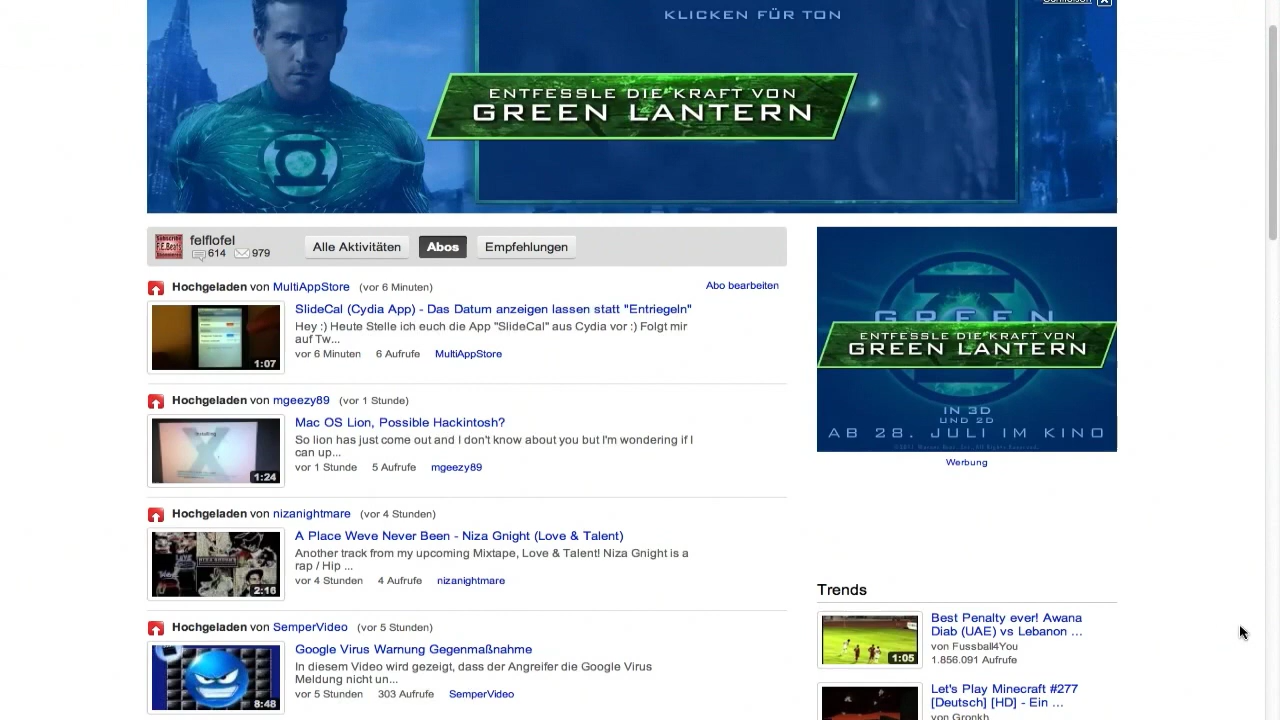 KLICKEN FÜR TON
Schließen
ENTFESSLE DIE KRAFT VON
GREEN LANTERN
felflofel
614 979
Alle Aktivitäten
Abos
Empfehlungen
Hochgeladen von MultiAppStore (vor 6 Minuten)
Abo bearbeiten
SlideCal (Cydia App) - Das Datum anzeigen lassen statt "Entriegeln"
Hey :) Heute Stelle ich euch die App "SlideCal" aus Cydia vor :) Folgt mir
auf Tw...
vor 6 Minuten 6 Aufrufe MultiAppStore
1:07
Hochgeladen von mgeezy89 (vor 1 Stunde)
Mac OS Lion, Possible Hackintosh?
So lion has just come out and I don't know about you but I'm wondering if I
can up...
vor 1 Stunde 5 Aufrufe mgeezy89
1:24
Hochgeladen von nizanightmare (vor 4 Stunden)
A Place Weve Never Been - Niza Gnight (Love & Talent)
Another track from my upcoming Mixtape, Love & Talent! Niza Gnight is a
rap / Hip ...
vor 4 Stunden 4 Aufrufe nizanightmare
2:16
Hochgeladen von SemperVideo (vor 5 Stunden)
Google Virus Warnung Gegenmaßnahme
In diesem Video wird gezeigt, dass der Angreifer die Google Virus
Meldung nicht un...
vor 5 Stunden 303 Aufrufe SemperVideo
8:48
GREEN
ENTFESSLE DIE KRAFT VON
GREEN LANTERN
IN 3D
UND 2D
AB 28. JULI IM KINO
Werbung
Trends
Best Penalty ever! Awana
Diab (UAE) vs Lebanon ...
von Fussball4You
1.856.091 Aufrufe
1:05
Let's Play Minecraft #277
[Deutsch] [HD] - Ein ...
von Gronkh